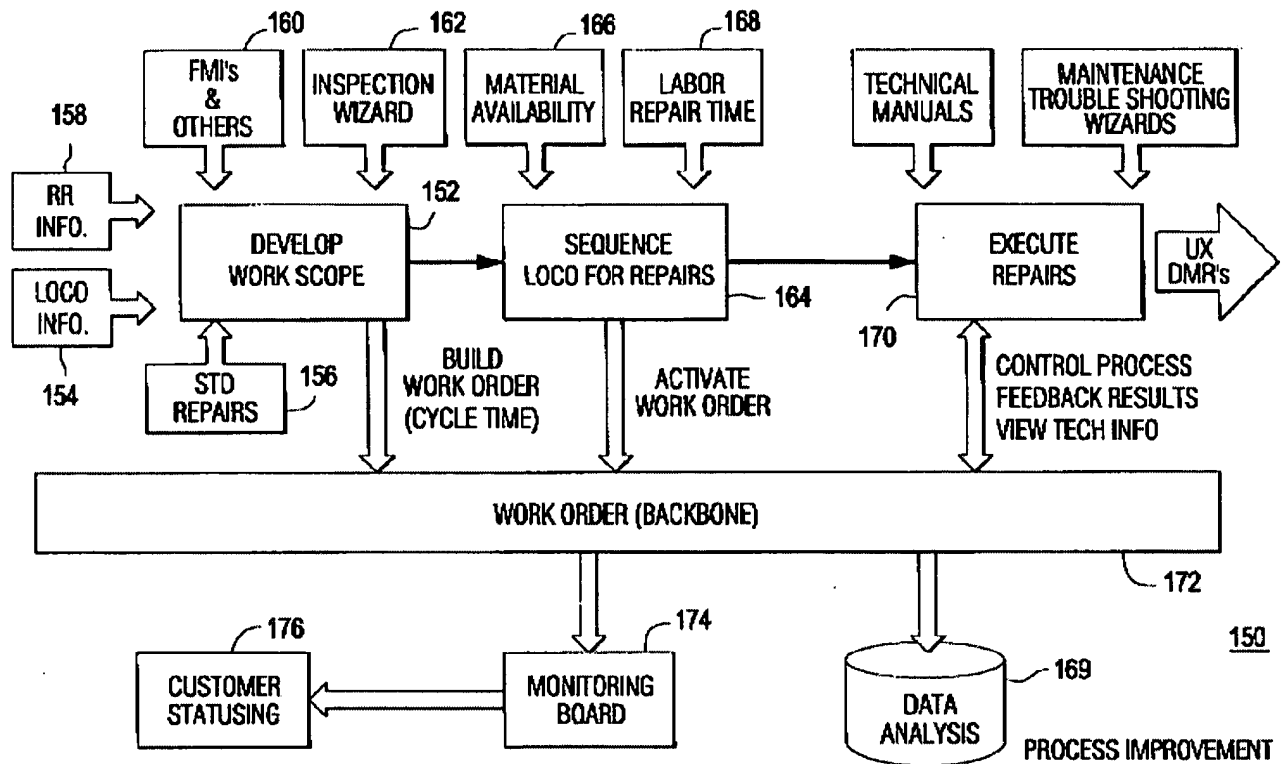 160
162
166
168
FMI's
&
OTHERS
INSPECTION
WIZARD
MATERIAL
AVAILABILITY
LABOR
REPAIR TIME
TECHNICAL
MANUALS
MAINTENANCE
TROUBLE SHOOTING
WIZARDS
158
RR
INFO.
152
DEVELOP
WORK SCOPE
SEQUENCE
LOCO FOR REPAIRS
EXECUTE
REPAIRS
UX
DMR's
LOCO
INFO.
164
170
154
STD
REPAIRS
156
BUILD
WORK ORDER
(CYCLE TIME)
ACTIVATE
WORK ORDER
CONTROL PROCESS
FEEDBACK RESULTS
VIEW TECH INFO
WORK ORDER (BACKBONE)
172
176
174
150
CUSTOMER
STATUSING
MONITORING
BOARD
169
DATA
ANALYSIS
PROCESS IMPROVEMENT